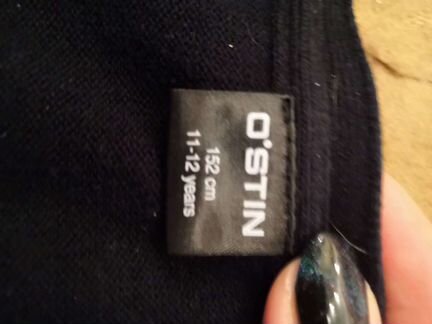 O'STIN
152 cm
11-12 years